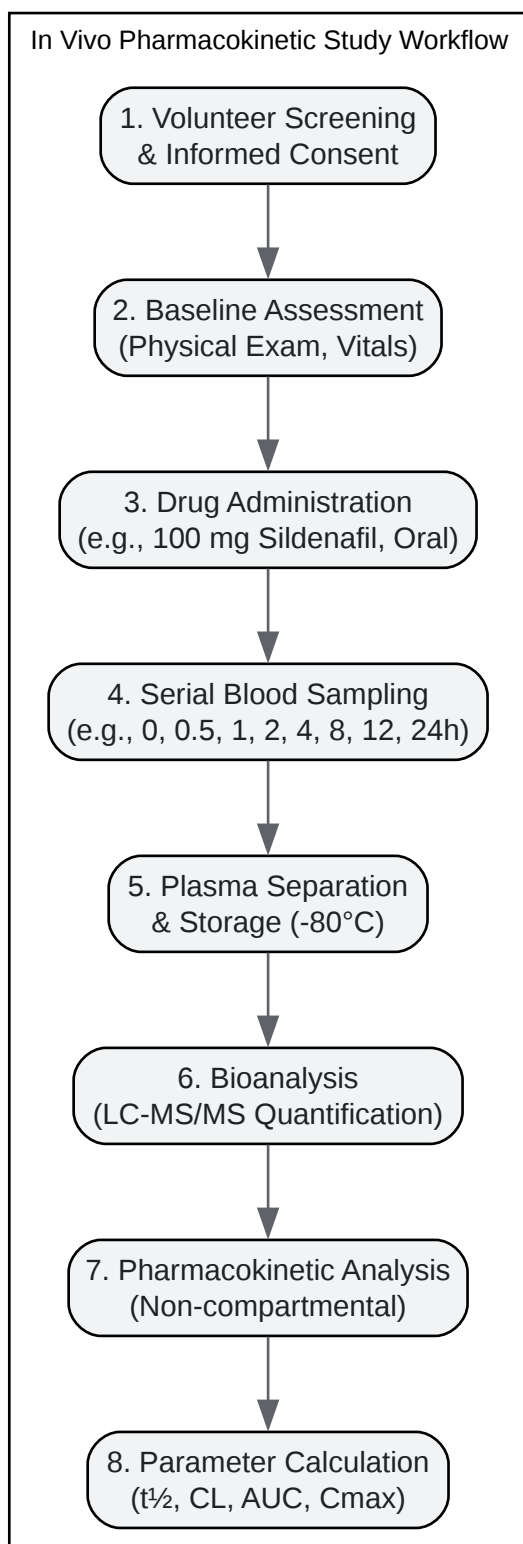 In Vivo Pharmacokinetic Study Workflow
1. Volunteer Screening
& Informed Consent
2. Baseline Assessment
(Physical Exam, Vitals)
3. Drug Administration
(e.g., 100 mg Sildenafil, Oral)
4. Serial Blood Sampling
(e.g., 0, 0.5, 1, 2, 4, 8, 12, 24h)
5. Plasma Separation
& Storage (-80°C)
6. Bioanalysis
(LC-MS/MS Quantification)
7. Pharmacokinetic Analysis
(Non-compartmental)
8. Parameter Calculation
(t½, CL, AUC, Cmax)